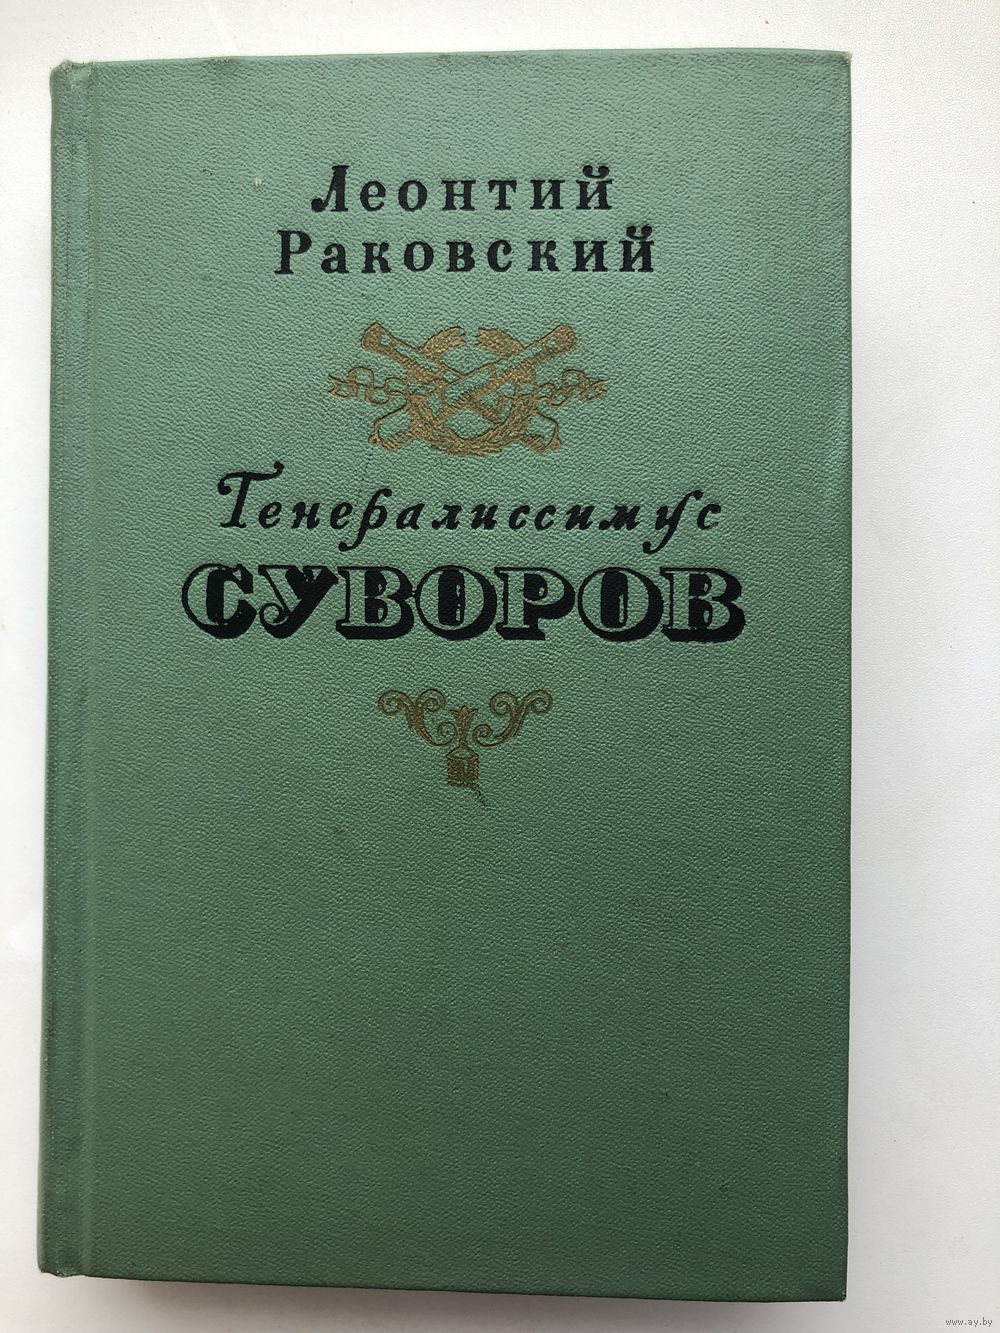 Леонтий
Раковский
Генералиссимус
СУВОРОВ
www.ay.by